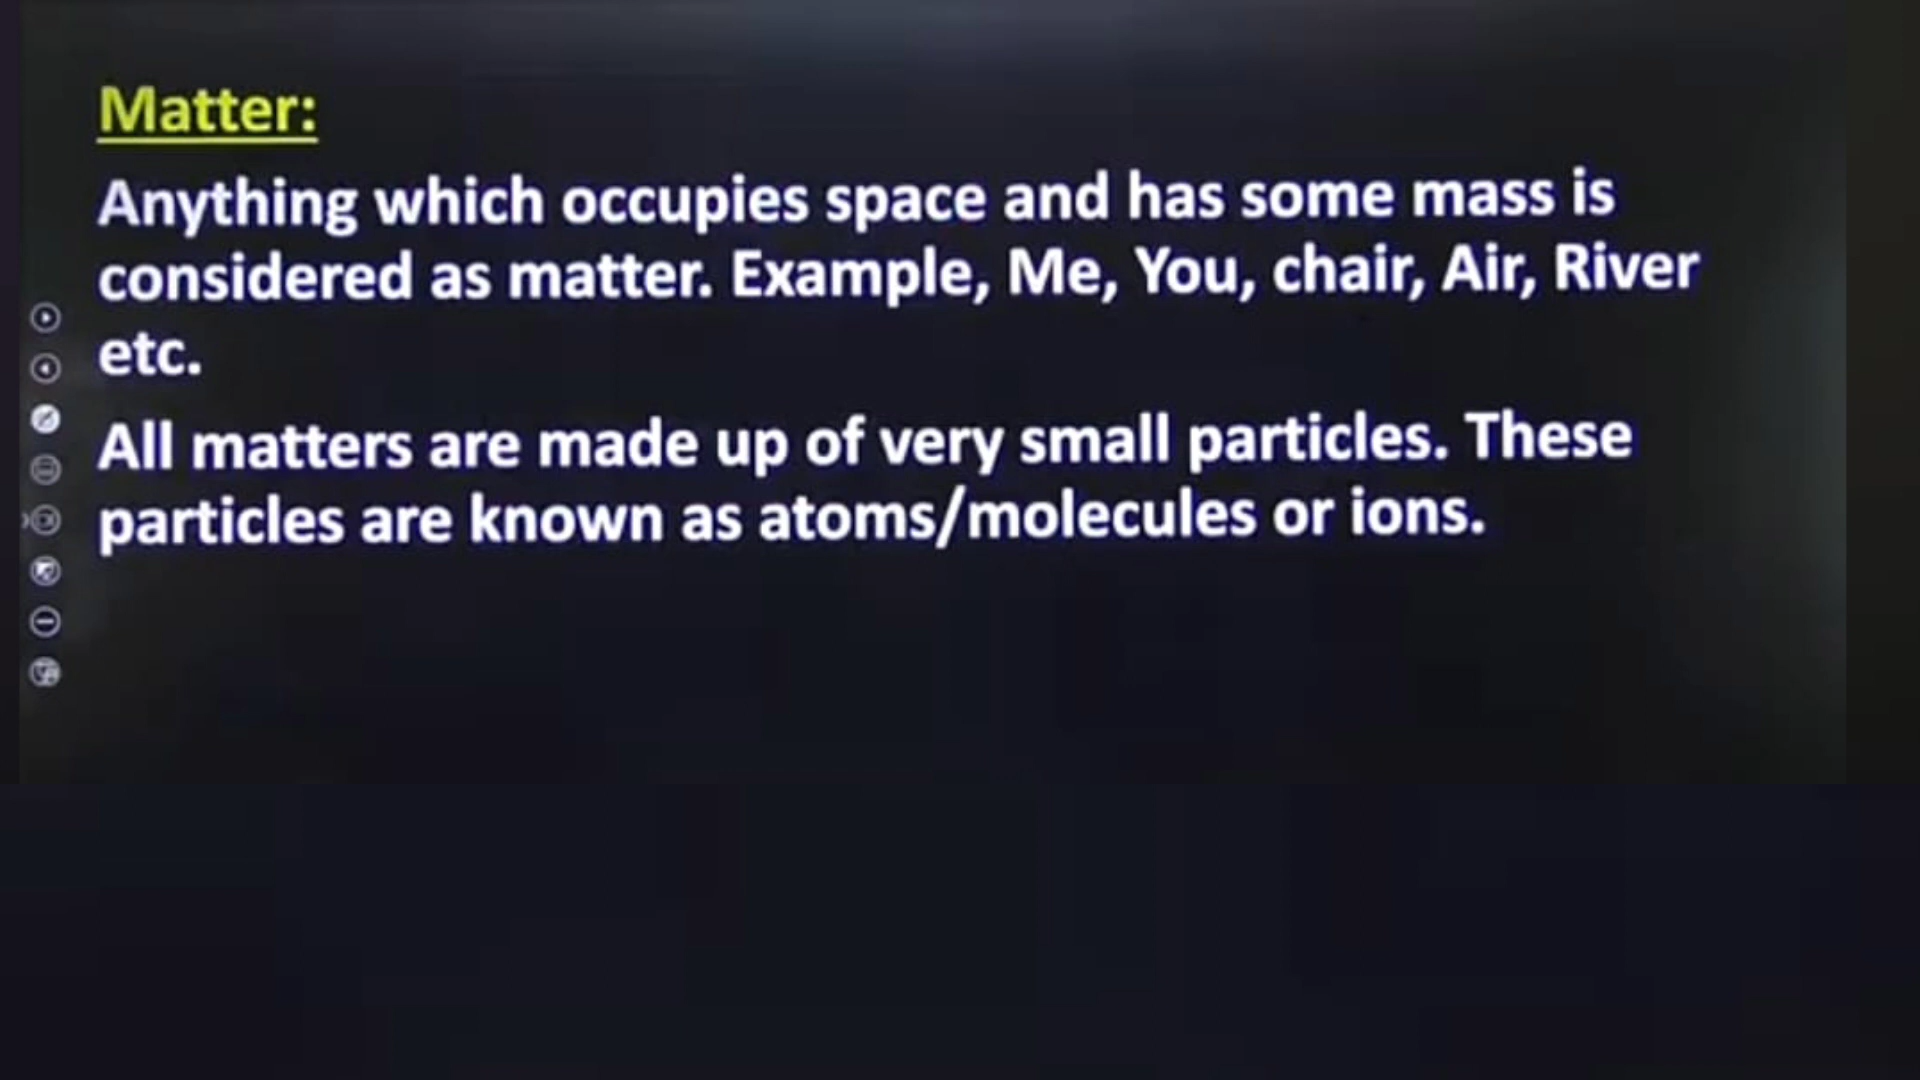 Matter:
Anything which occupies space and has some mass is
considered as matter. Example, Me, You, chair, Air, River
etc.
All matters are made up of very small particles. These
particles are known as atoms/molecules or ions.